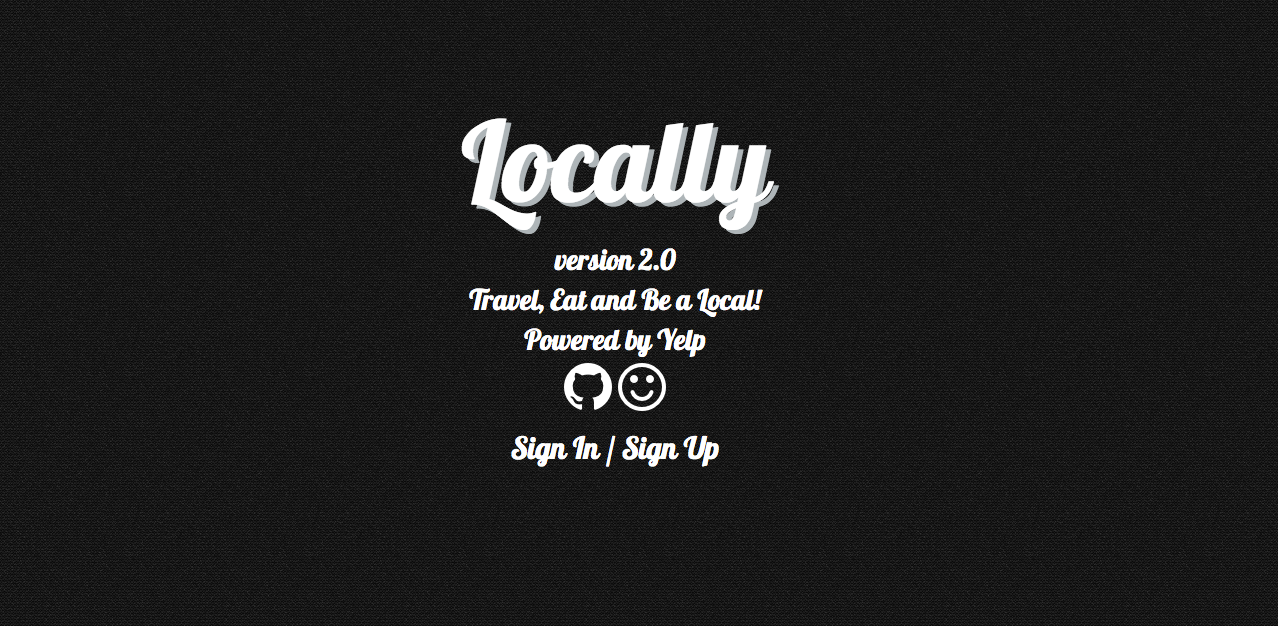 Locally
version 2.0
Travel, Eat and Be a Local!
Powered by Yelp
Sign In / Sign Up